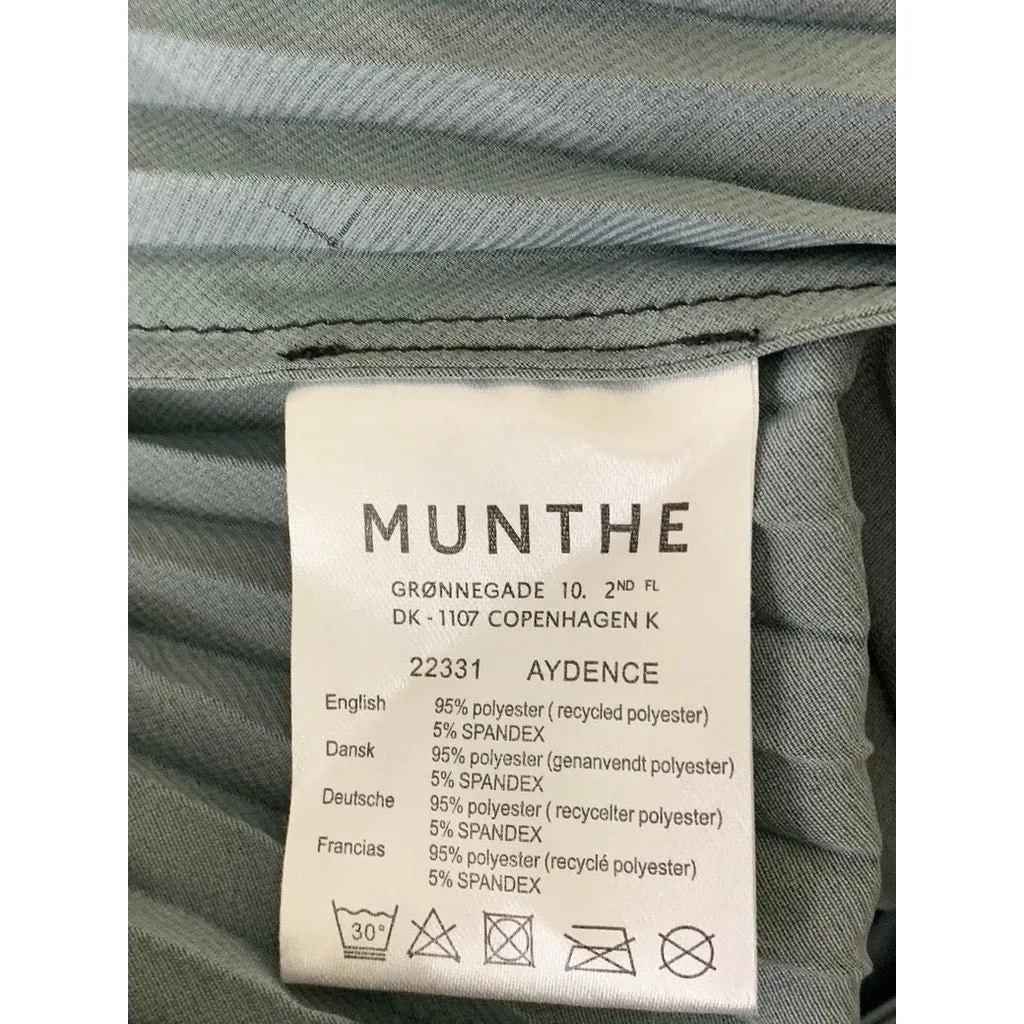 MUNTHE
GRØNNEGADE 10. 2ND FL
DK - 1107 COPENHAGEN K
22331 AYDENCE
English 95% polyester ( recycled polyester)
5% SPANDEX
Dansk 95% polyester (genanvendt polyester)
5% SPANDEX
Deutsche 95% polyester ( recycelter polyester)
5% SPANDEX
Francias 95% polyester (recyclé polyester)
5% SPANDEX
30°